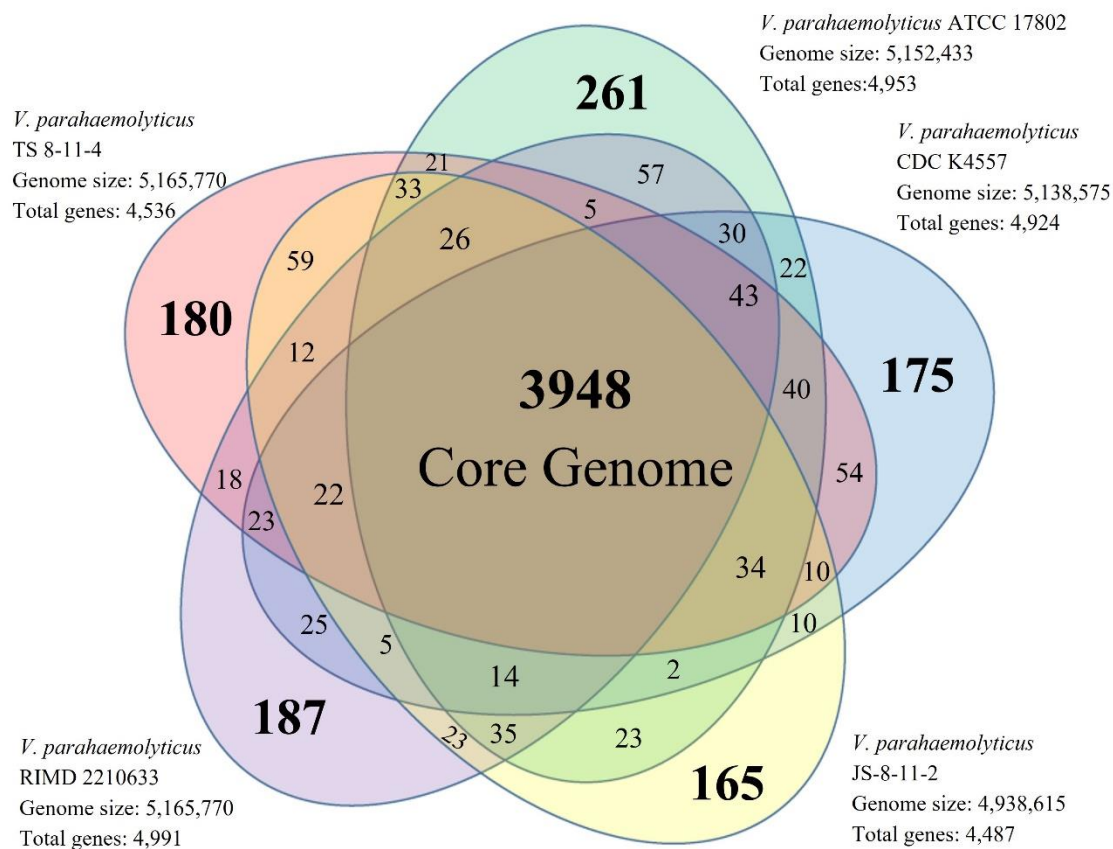 V. parahaemolyticus ATCC 17802
Genome size: 5,152,433
Total genes:4,953
V. parahaemolyticus
TS 8-11-4
Genome size: 5,165,770
Total genes: 4,536
V. parahaemolyticus
CDC K4557
Genome size: 5,138,575
Total genes: 4,924
261
21
57
33
5
26
30
22
59
43
180
12
3948
175
40
Core Genome
54
18
22
23
34
10
25
10
5
14
2
187
23
35
23
165
V. parahaemolyticus
RIMD 2210633
Genome size: 5,165,770
Total genes: 4,991
V. parahaemolyticus
JS-8-11-2
Genome size: 4,938,615
Total genes: 4,487